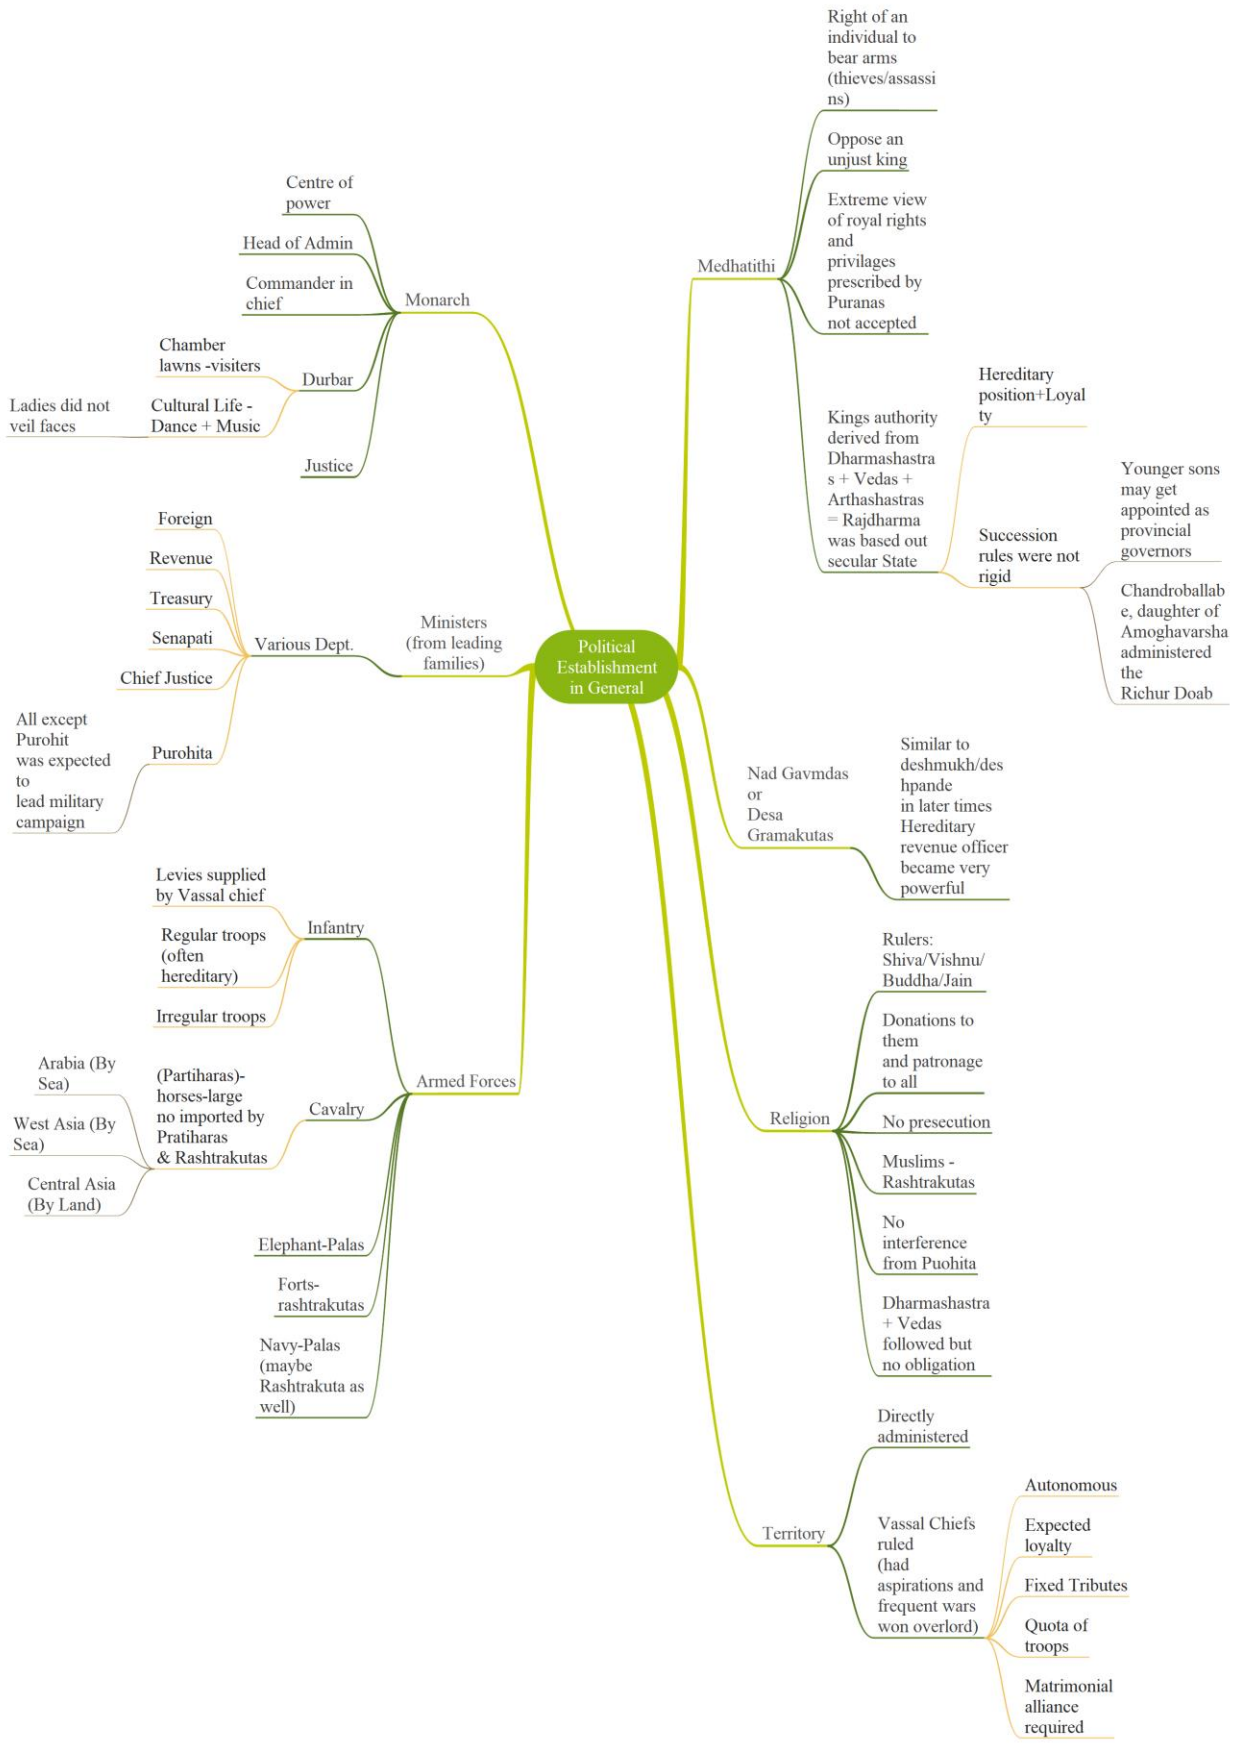 Political
Establishment
in General
Medhatithi
Right of an
individual to
bear arms
(thieves/assassi
ns)
Oppose an
unjust king
Extreme view
of royal rights
and
privilages
prescribed by
Puranas
not accepted
Kings authority
derived from
Dharmashastra
s + Vedas +
Arthashastras
= Rajdharma
was based out
secular State
Hereditary
position+Loyal
ty
Succession
rules were not
rigid
Younger sons
may get
appointed as
provincial
governors
Chandroballab
e, daughter of
Amoghavarsha
administered
the
Richur Doab
Nad Gavmdas
or
Desa
Gramakutas
Similar to
deshmukh/des
hpande
in later times
Hereditary
revenue officer
became very
powerful
Religion
Rulers:
Shiva/Vishnu/
Buddha/Jain
Donations to
them
and patronage
to all
No presecution
Muslims -
Rashtrakutas
No
interference
from Puohita
Dharmashastra
+ Vedas
followed but
no obligation
Territory
Directly
administered
Vassal Chiefs
ruled
(had
aspirations and
frequent wars
won overlord)
Autonomous
Expected
loyalty
Fixed Tributes
Quota of
troops
Matrimonial
alliance
required
Monarch
Centre of
power
Head of Admin
Commander in
chief
Durbar
Chamber
lawns -visiters
Cultural Life -
Dance + Music
Ladies did not
veil faces
Justice
Ministers
(from leading
families)
Various Dept.
Foreign
Revenue
Treasury
Senapati
Chief Justice
Purohita
All except
Purohit
was expected
to
lead military
campaign
Armed Forces
Infantry
Levies supplied
by Vassal chief
Regular troops
(often
hereditary)
Irregular troops
Cavalry
(Partiharas)-
horses-large
no imported by
Pratiharas
& Rashtrakutas
Arabia (By
Sea)
West Asia (By
Sea)
Central Asia
(By Land)
Elephant-Palas
Forts-
rashtrakutas
Navy-Palas
(maybe
Rashtrakuta as
well)